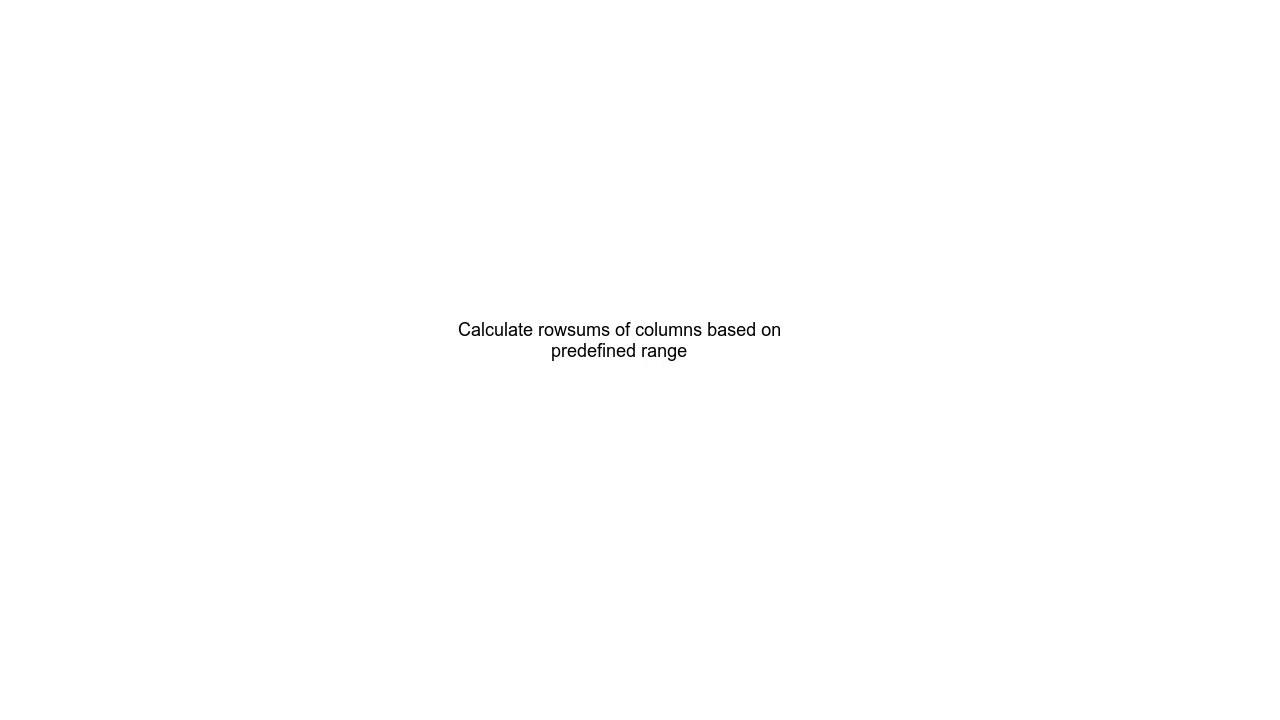 Calculate rowsums of columns based on
predefined range